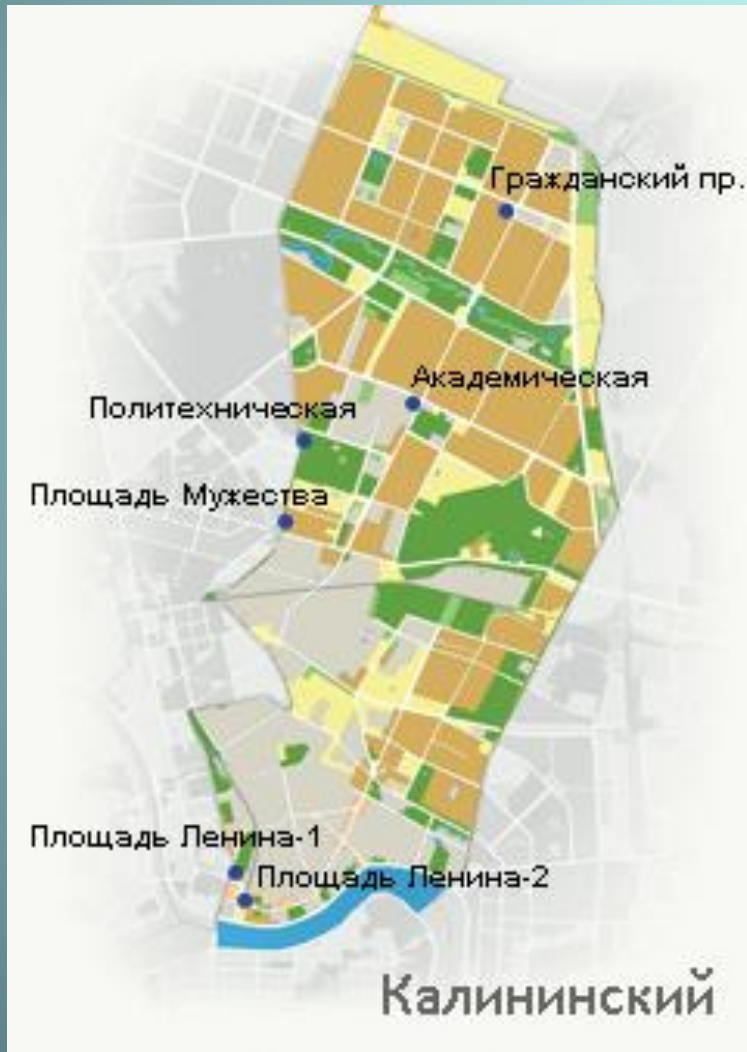 Гражданский пр.
Академическая
Политехническая
Площадь Мужества
Площадь Ленина-1
Площадь Ленина-2
Калининский